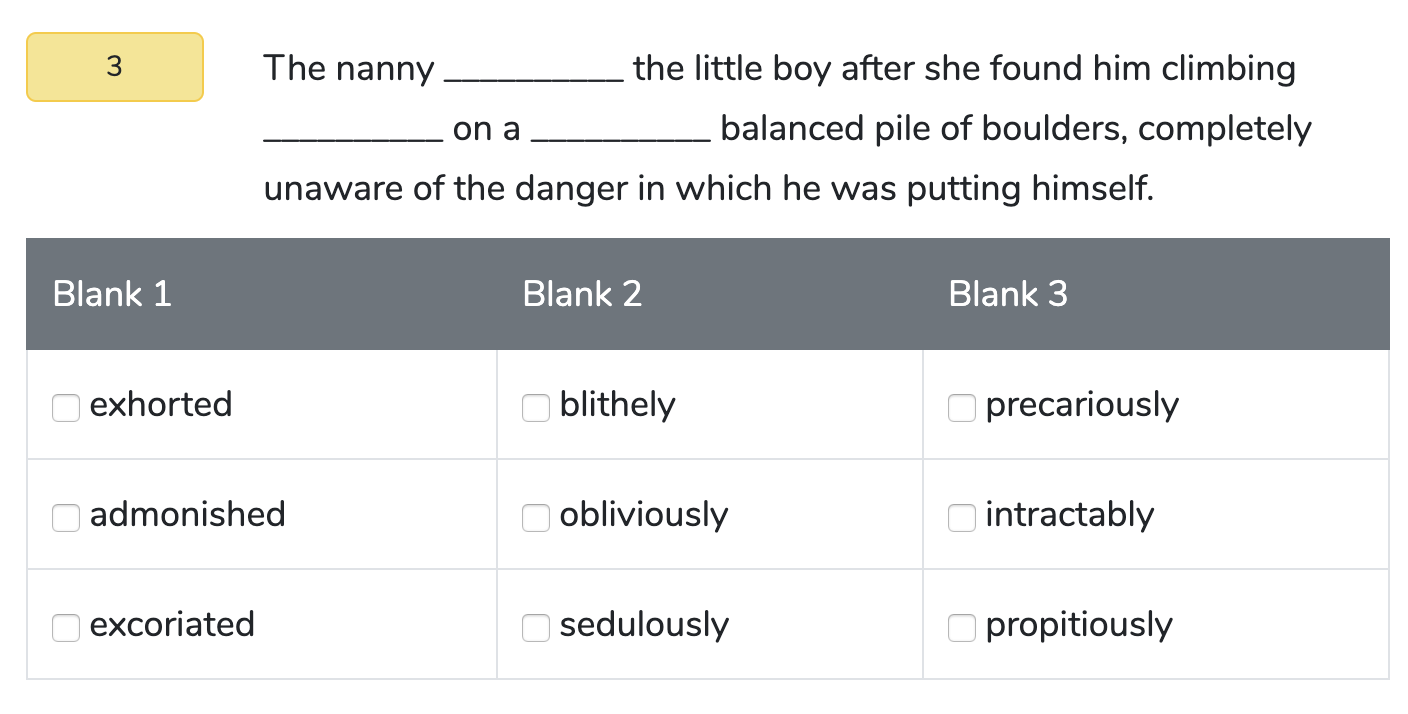 3
The nanny __________ the little boy after she found him climbing
__________ on a __________ balanced pile of boulders, completely
unaware of the danger in which he was putting himself.
Blank 1 Blank 2 Blank 3
exhorted blithely precariously
admonished obliviously intractably
excoriated sedulously propitiously